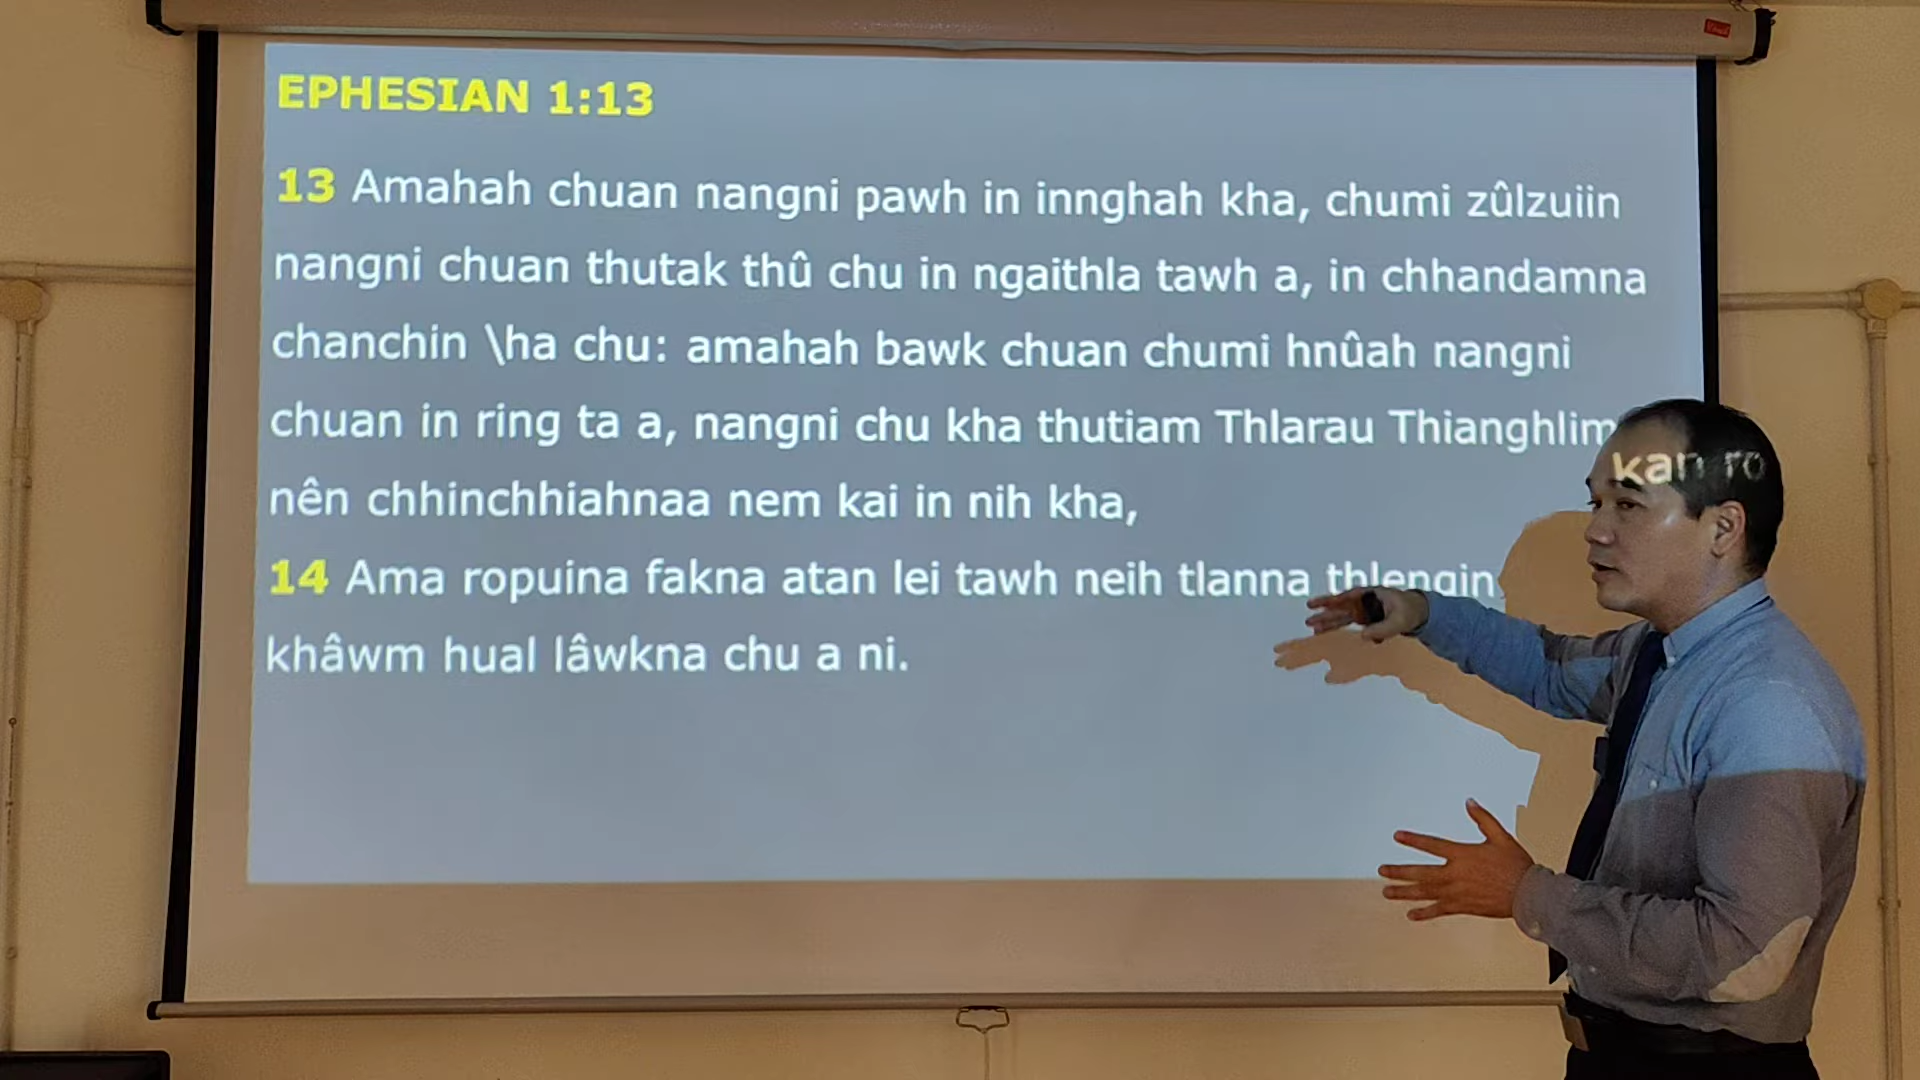 EPHESIAN 1:13
13 Amahah chuan nangni pawh in innghah kha, chumi zûlzuiin
nangni chuan thutak thû chu in ngaithla tawh a, in chhandamna
chanchin \ha chu: amahah bawk chuan chumi hnûah nangni
chuan in ring ta a, nangni chu kha thutiam Thlarau Thianghlim
nên chhinchhiahnaa nem kai in nih kha,
14 Ama ropuina fakna atan lei tawh neih tlanna thlengin kan ro
khâwm hual lâwkna chu a ni.